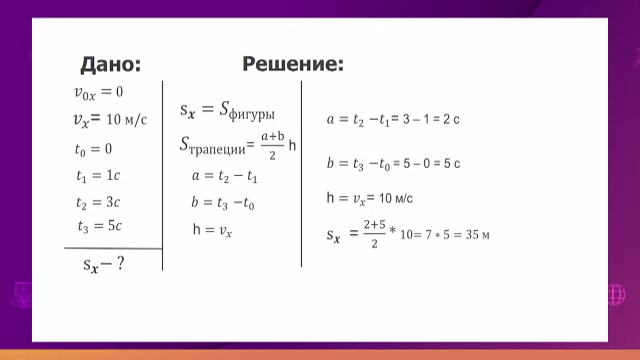 Дано:
v₀ₓ = 0
vₓ= 10 м/с
t₀ = 0
t₁ = 1c
t₂ = 3c
t₃ = 5c
sₓ− ?
Решение:
sₓ = Sфигуры
Sтрапеции= a+b/2 h
a = t₂ − t₁
b = t₃ −t₀
h = vₓ
a = t₂ −t₁= 3 – 1 = 2 c
b = t₃ −t₀ = 5 – 0 = 5 c
h = vₓ= 10 м/с
sₓ = 2+5/2 * 10= 7 * 5 = 35 м